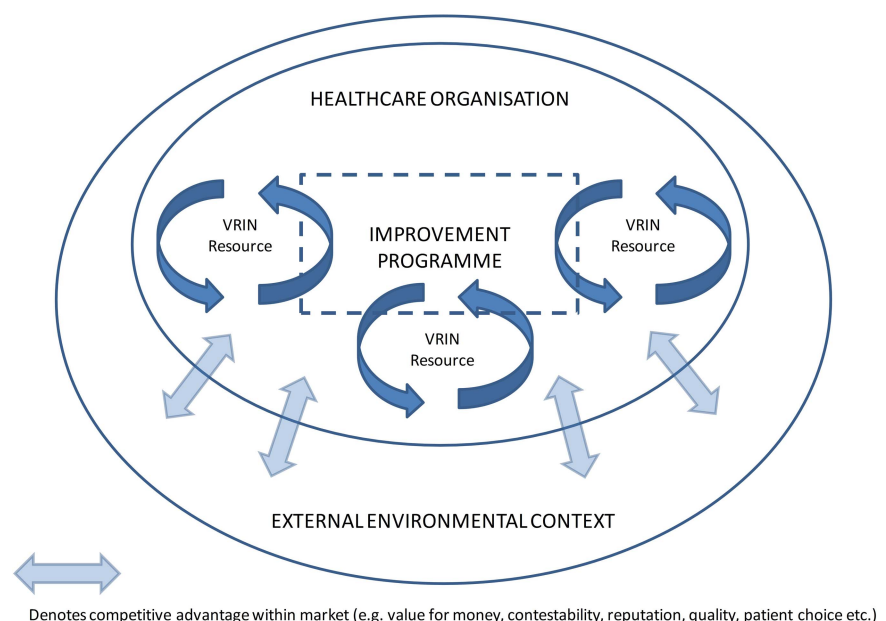 HEALTHCARE ORGANISATION
VRIN
Resource
IMPROVEMENT
PROGRAMME
VRIN
Resource
VRIN
Resource
EXTERNAL ENVIRONMENTAL CONTEXT
Denotes competitive advantage within market (e.g. value for money, contestability, reputation, quality, patient choice etc.)